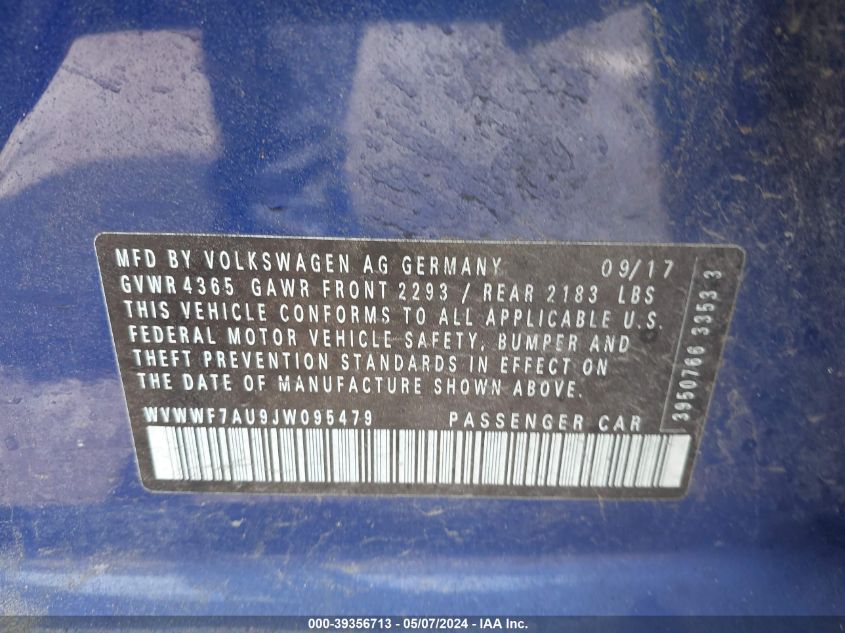 MFD BY VOLKSWAGEN AG GERMANY 09/17
GVWR 4365 GAWR FRONT 2293 / REAR 2183 LBS
THIS VEHICLE CONFORMS TO ALL APPLICABLE U.S.
FEDERAL MOTOR VEHICLE SAFETY, BUMPER AND
THEFT PREVENTION STANDARDS IN EFFECT ON
THE DATE OF MANUFACTURE SHOWN ABOVE.
WVWWF7AU9JW095479 PASSENGER CAR
3950766 3353 3
000-39356713 - 05/07/2024 - IAA Inc.